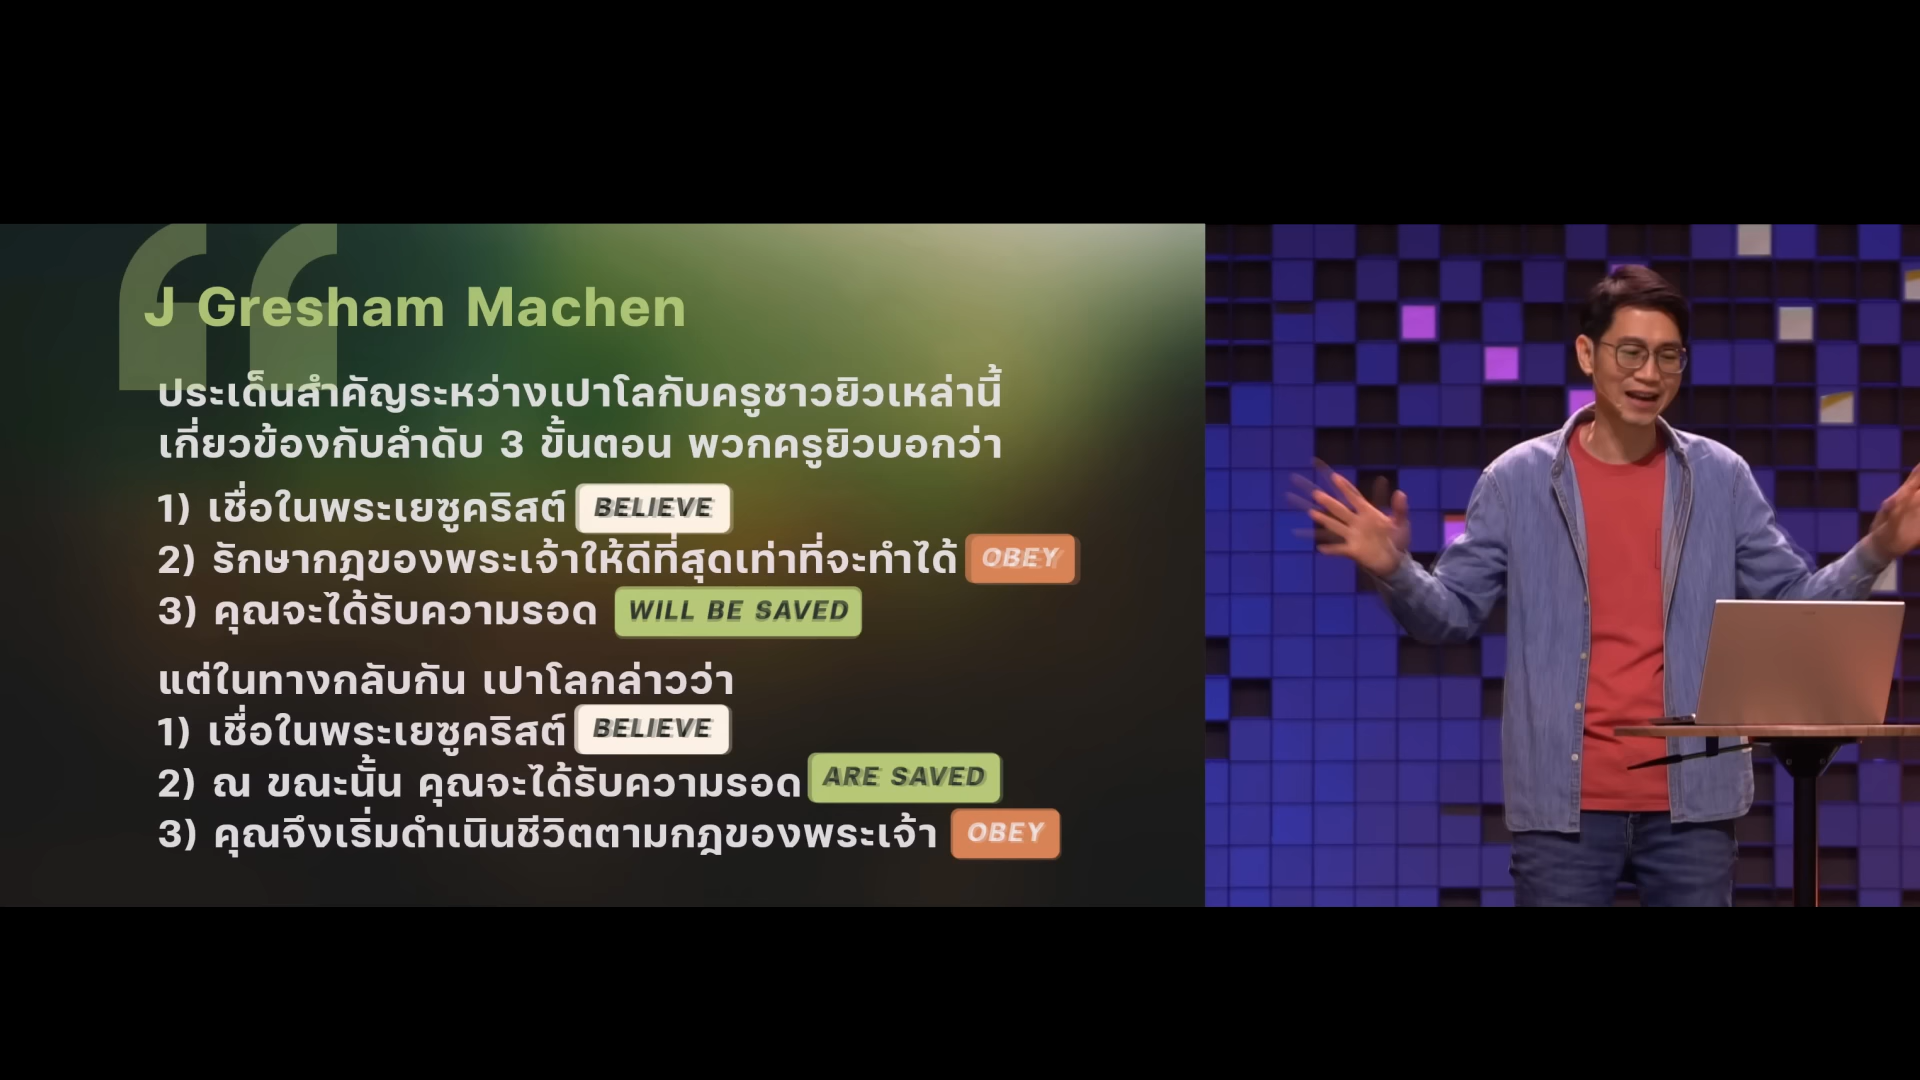 J Gresham Machen
ประเด็นสำคัญระหว่างเปาโลกับครูชาวยิวเหล่านี้
เกี่ยวข้องกับลำดับ 3 ขั้นตอน พวกครูยิวบอกว่า
1) เชื่อในพระเยซูคริสต์ BELIEVE
2) รักษากฎของพระเจ้าให้ดีที่สุดเท่าที่จะทำได้ OBEY
3) คุณจะได้รับความรอด WILL BE SAVED
แต่ในทางกลับกัน เปาโลกล่าวว่า
1) เชื่อในพระเยซูคริสต์ BELIEVE
2) ณ ขณะนั้น คุณจะได้รับความรอด ARE SAVED
3) คุณจึงเริ่มดำเนินชีวิตตามกฎของพระเจ้า OBEY